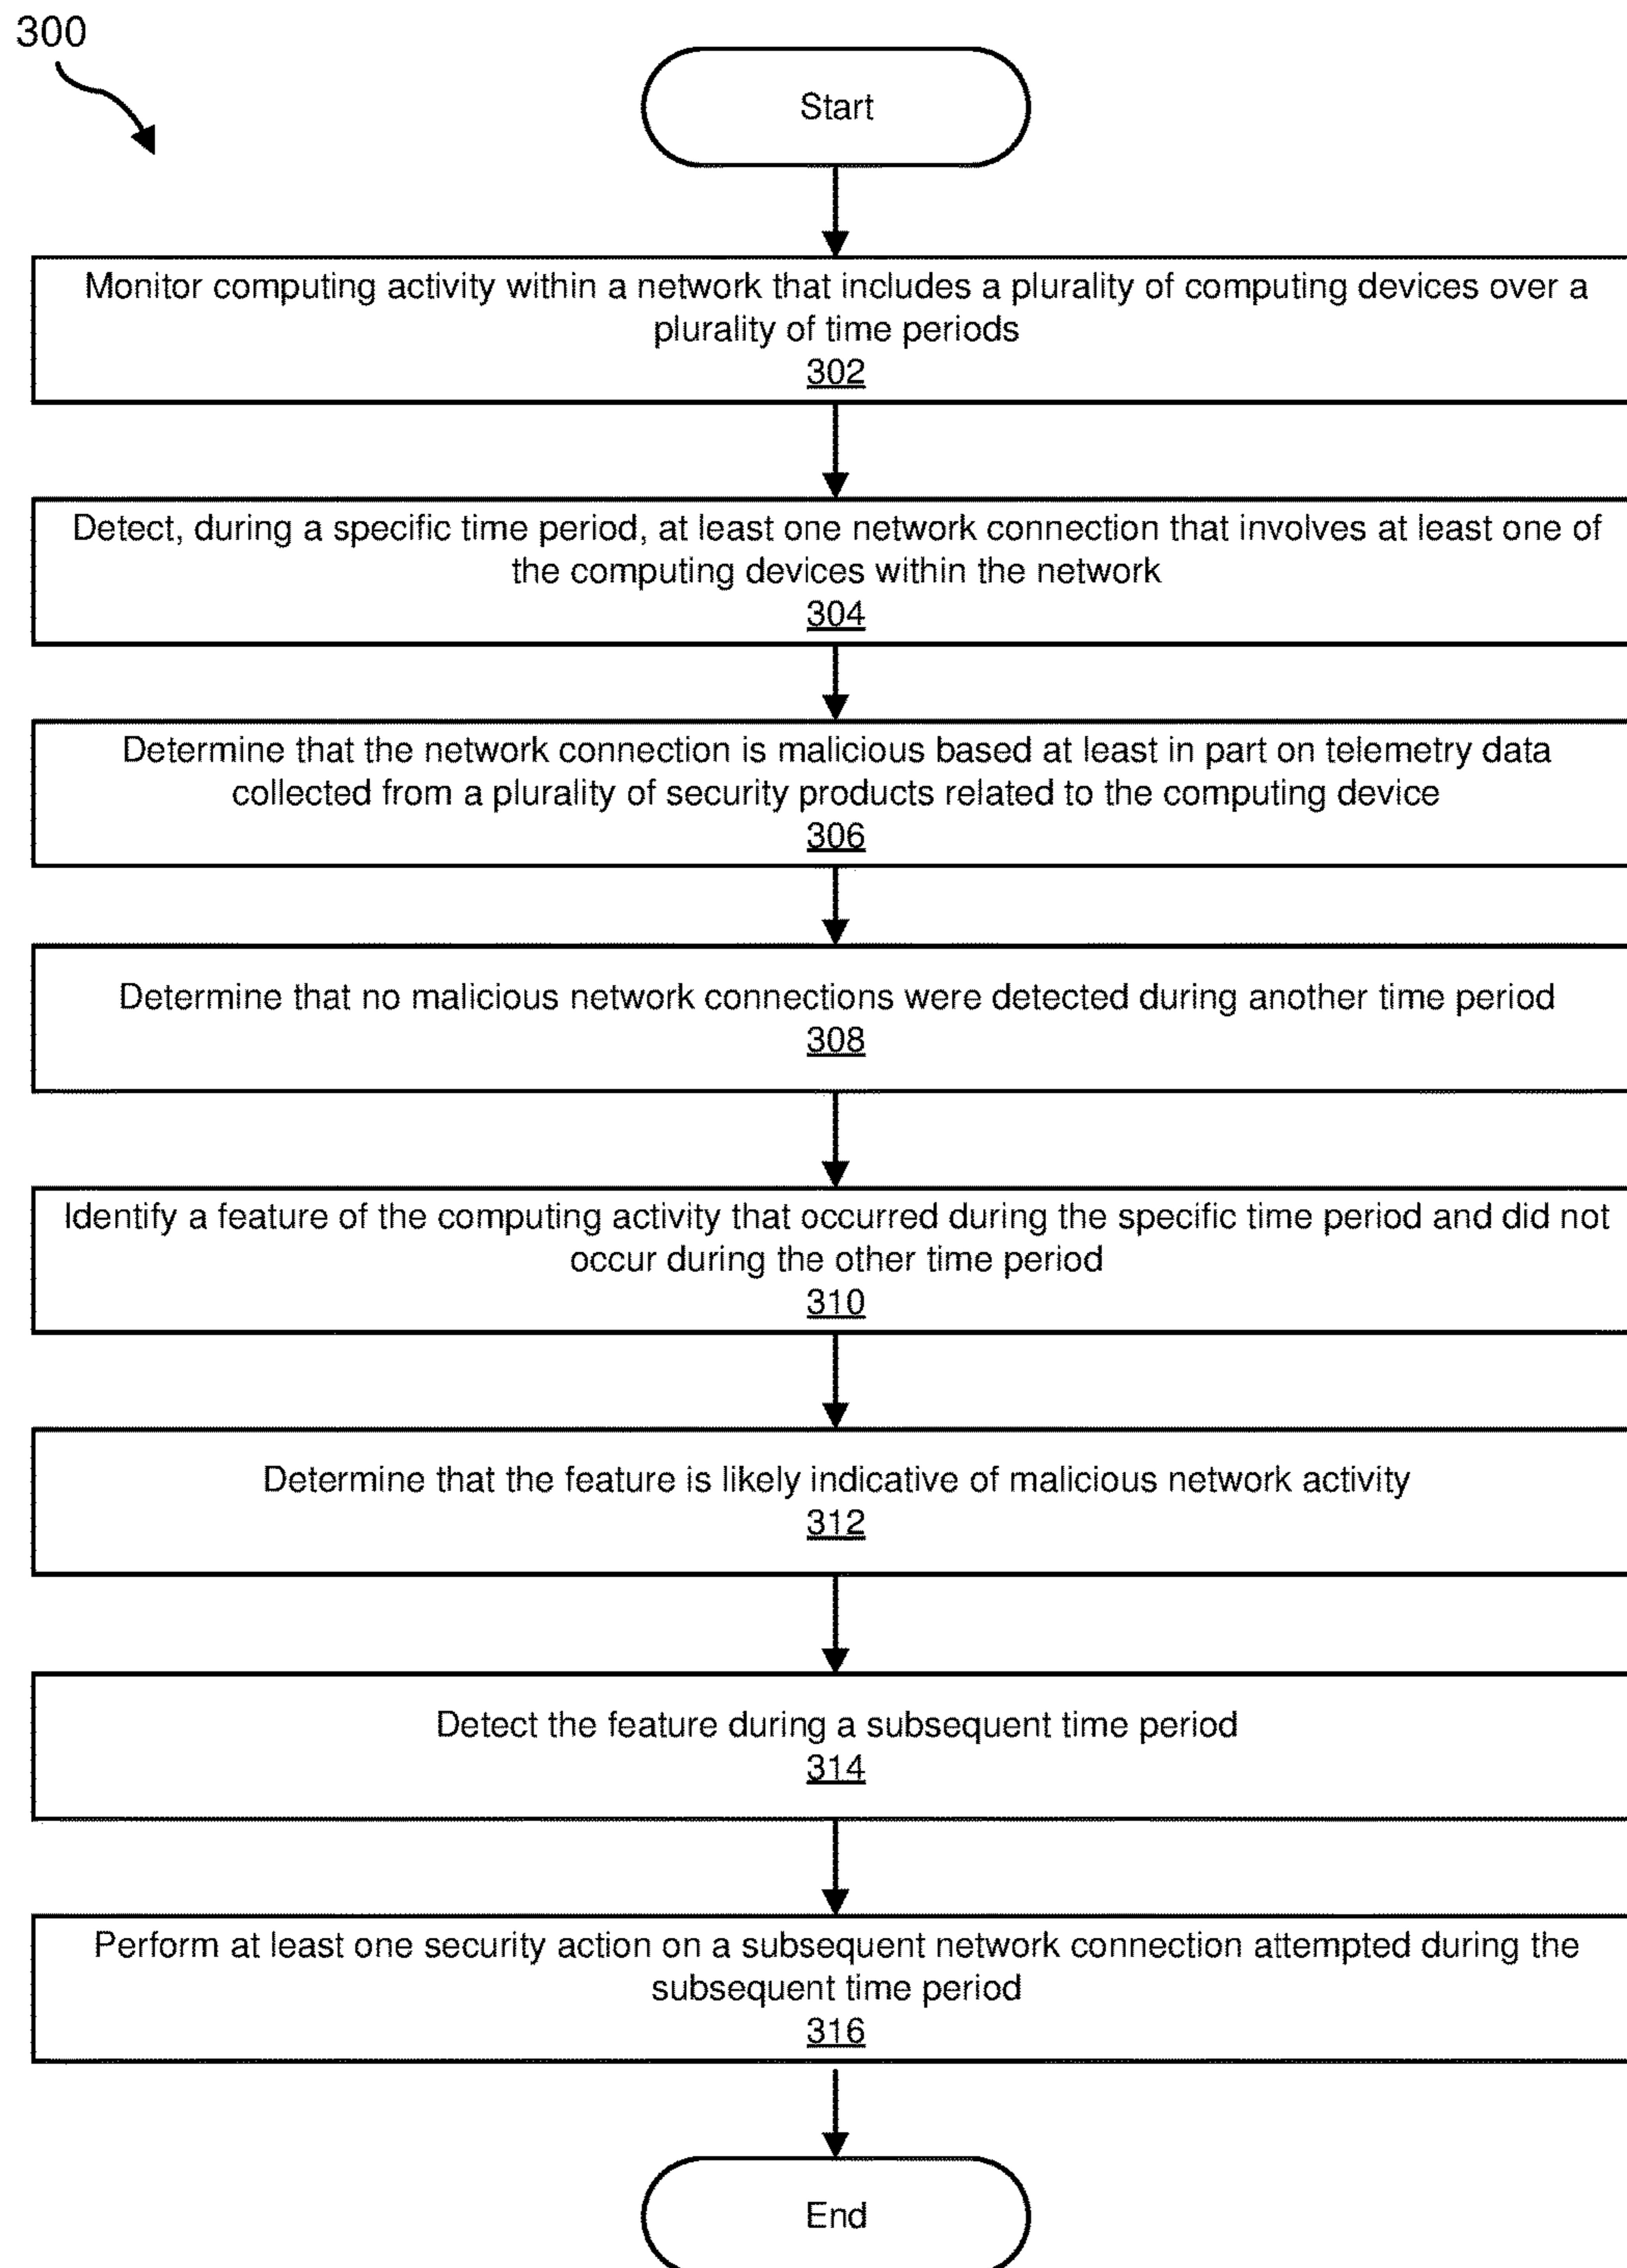 300
Start
Monitor computing activity within a network that includes a plurality of computing devices over a
plurality of time periods
302
Detect, during a specific time period, at least one network connection that involves at least one of
the computing devices within the network
304
Determine that the network connection is malicious based at least in part on telemetry data
collected from a plurality of security products related to the computing device
306
Determine that no malicious network connections were detected during another time period
308
Identify a feature of the computing activity that occurred during the specific time period and did not
occur during the other time period
310
Determine that the feature is likely indicative of malicious network activity
312
Detect the feature during a subsequent time period
314
Perform at least one security action on a subsequent network connection attempted during the
subsequent time period
316
End